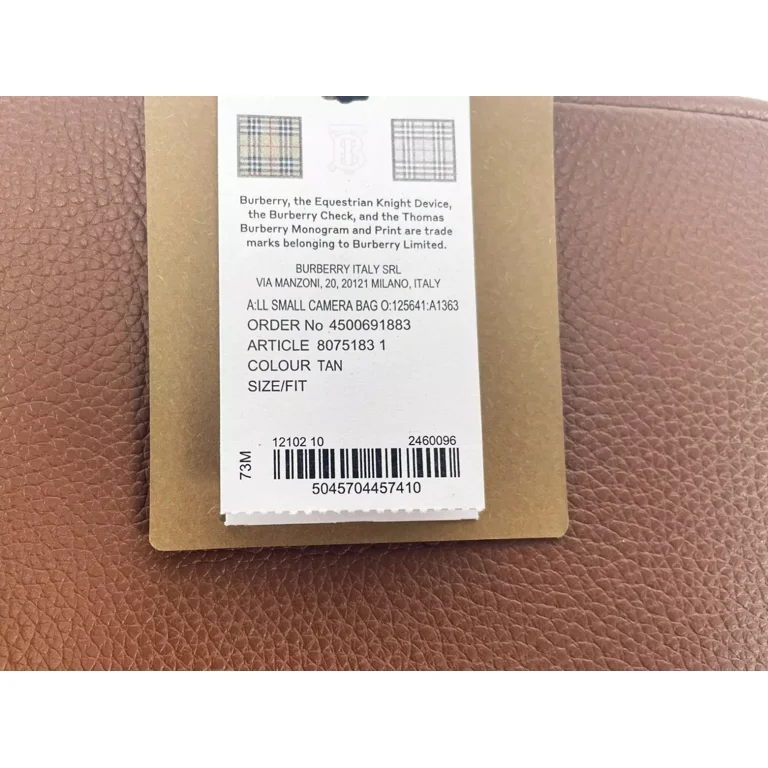 TB
Burberry, the Equestrian Knight Device,
the Burberry Check, and the Thomas
Burberry Monogram and Print are trade
marks belonging to Burberry Limited.
BURBERRY ITALY SRL
VIA MANZONI, 20, 20121 MILANO, ITALY
A:LL SMALL CAMERA BAG O:125641:A1363
ORDER No 4500691883
ARTICLE 8075183 1
COLOUR TAN
SIZE/FIT
73M
12102 10 2460096
5045704457410